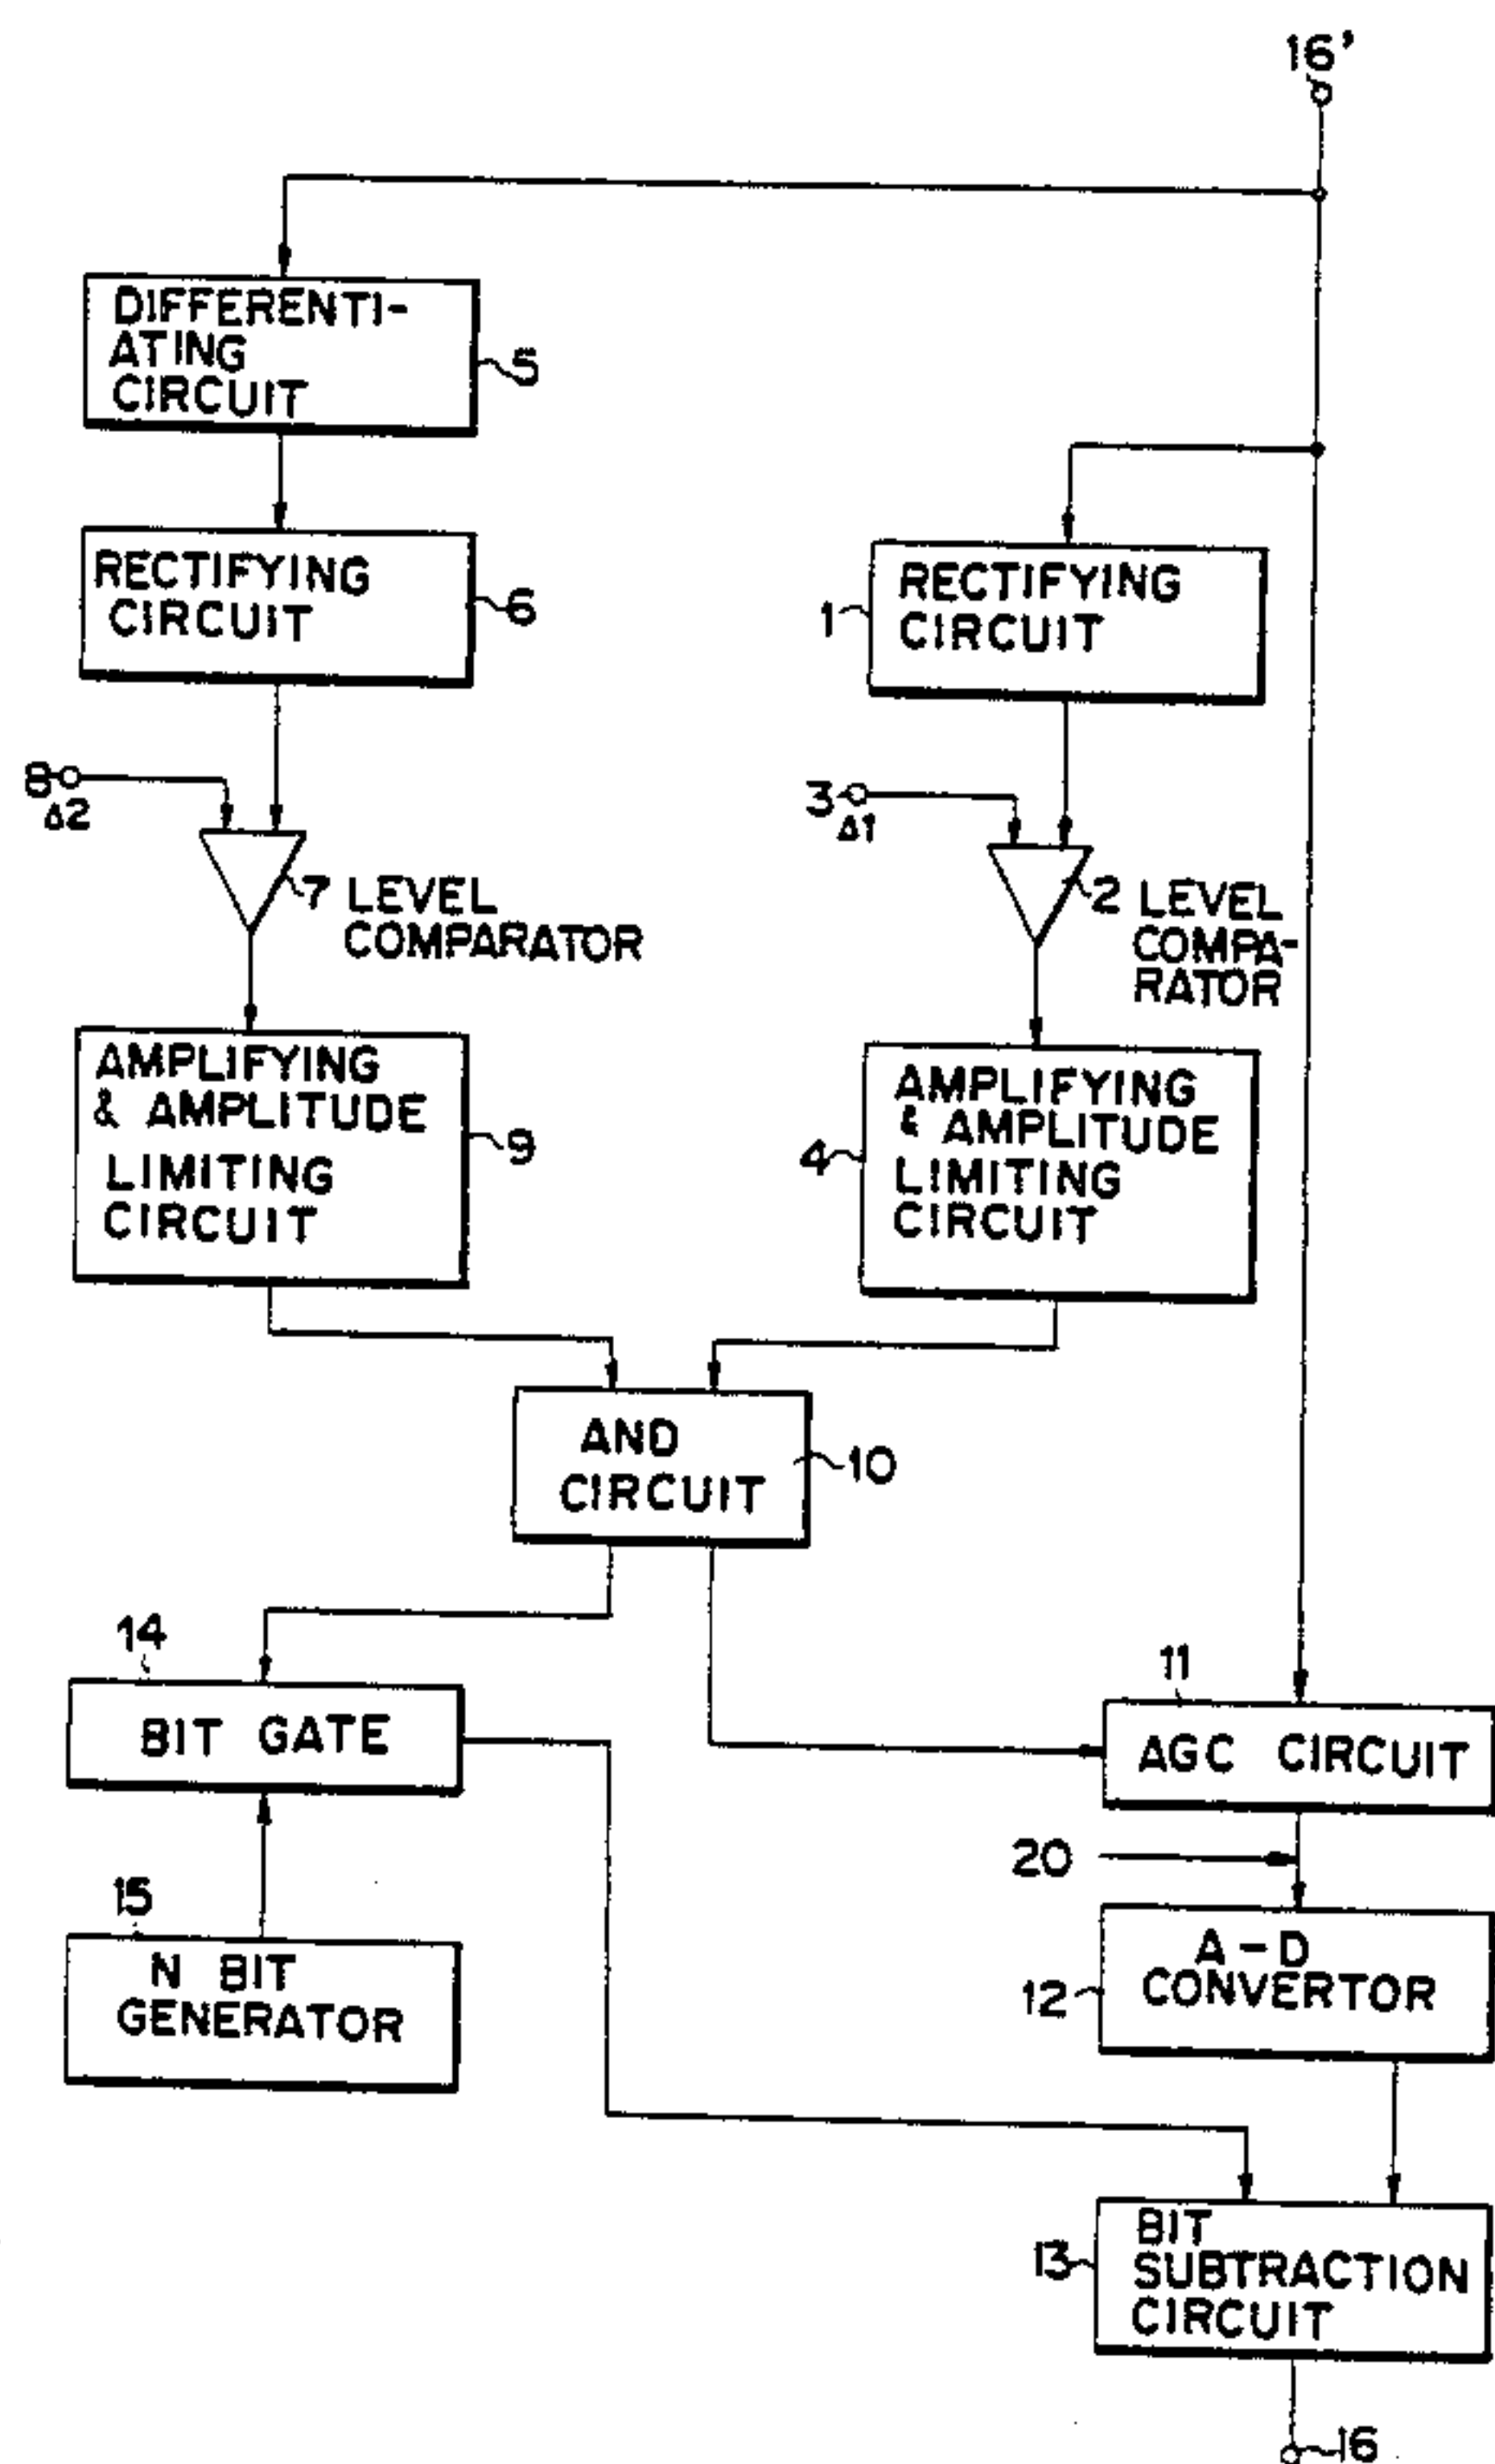 16'
DIFFERENTI-
ATING
CIRCUIT
5
RECTIFYING
CIRCUIT
6
1
RECTIFYING
CIRCUIT
8
Δ2
3
Δ1
7 LEVEL
COMPARATOR
2 LEVEL
COMPA-
RATOR
AMPLIFYING
& AMPLITUDE
LIMITING
CIRCUIT
9
4
AMPLIFYING
& AMPLITUDE
LIMITING
CIRCUIT
AND
CIRCUIT
10
14
BIT GATE
11
AGC CIRCUIT
20
15
N BIT
GENERATOR
12
A-D
CONVERTOR
13
BIT
SUBTRACTION
CIRCUIT
16